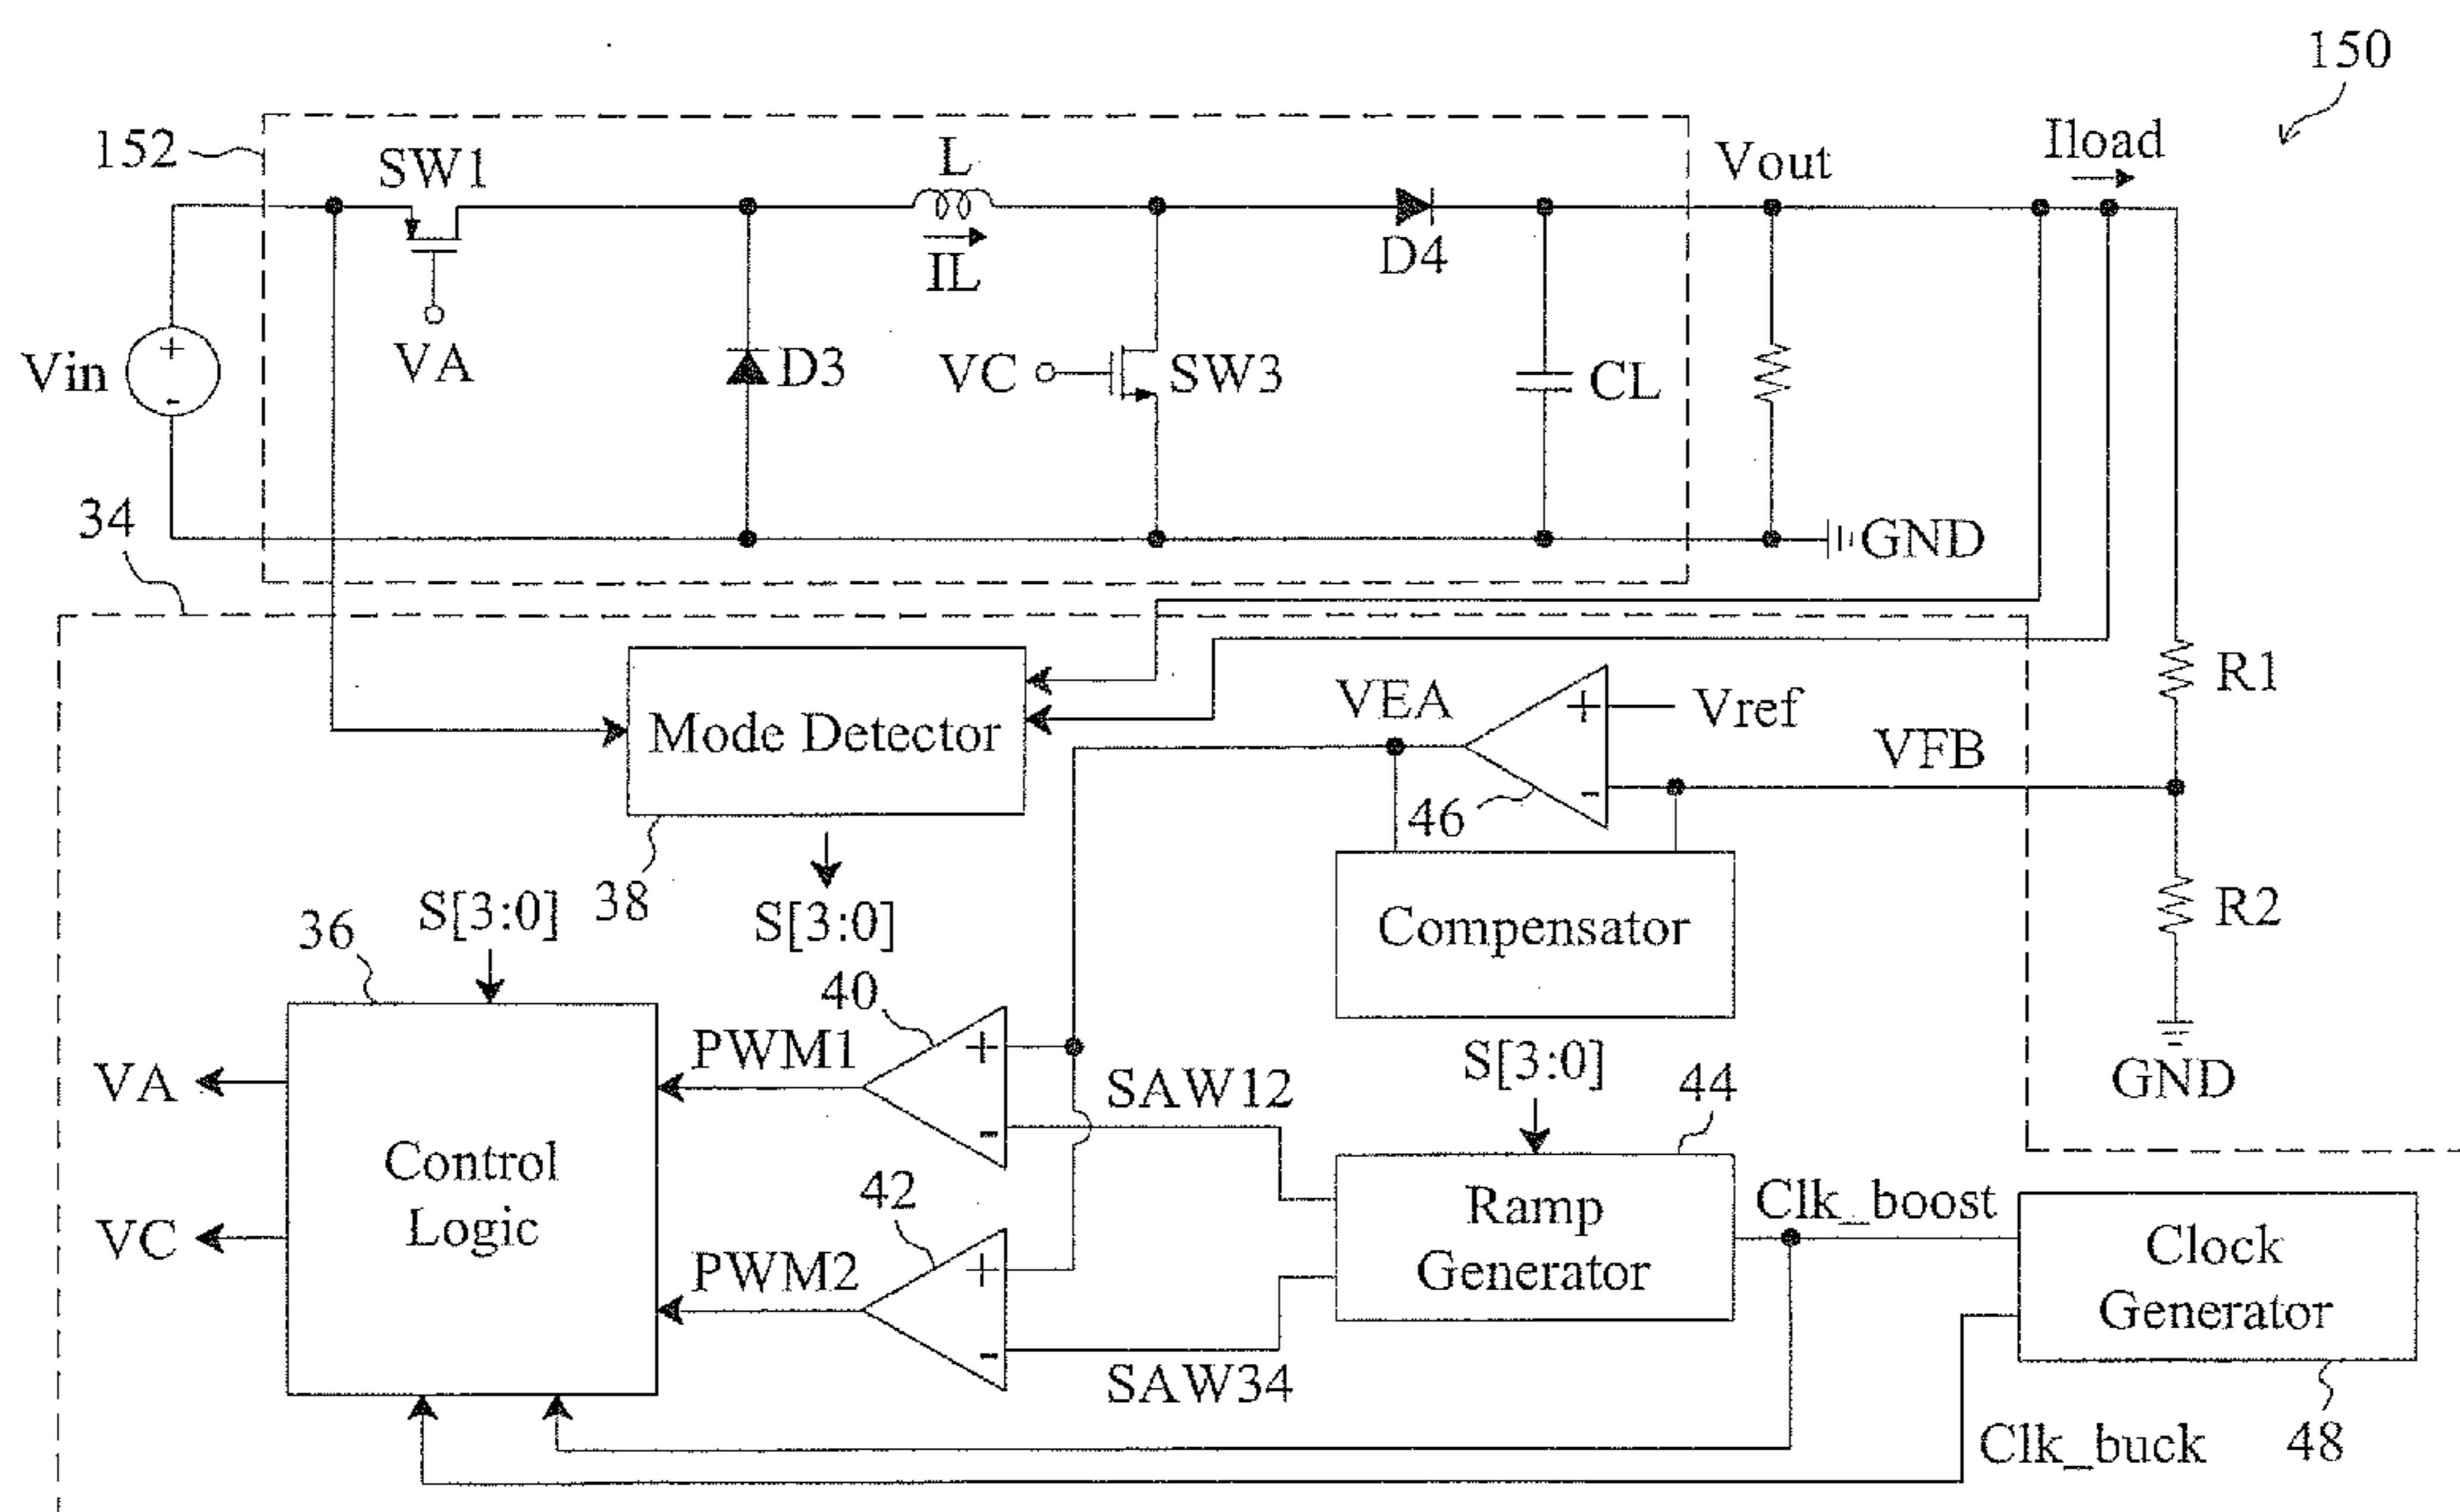 150
152
SW1
L
Vout
Iload
IL
D4
VA
Vin
+
-
D3
VC
SW3
CL
34
GND
Mode Detector
VEA
+
Vref
R1
VFB
-
46
38
S[3:0]
S[3:0]
36
Compensator
R2
40
PWM1
+
-
SAW12
S[3:0]
44
GND
VA
Control
Logic
VC
42
PWM2
+
-
SAW34
Ramp
Generator
Clk_boost
Clock
Generator
Clk_buck
48